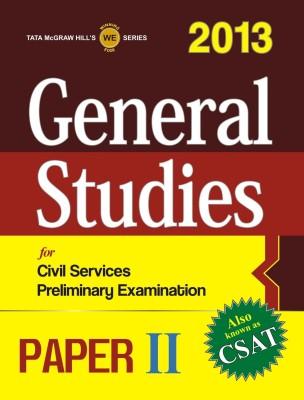 TATA McGRAW HILL'S WE SERIES
2013
General
Studies
for
Civil Services
Preliminary Examination
PAPER II
Also
known as
CSAT